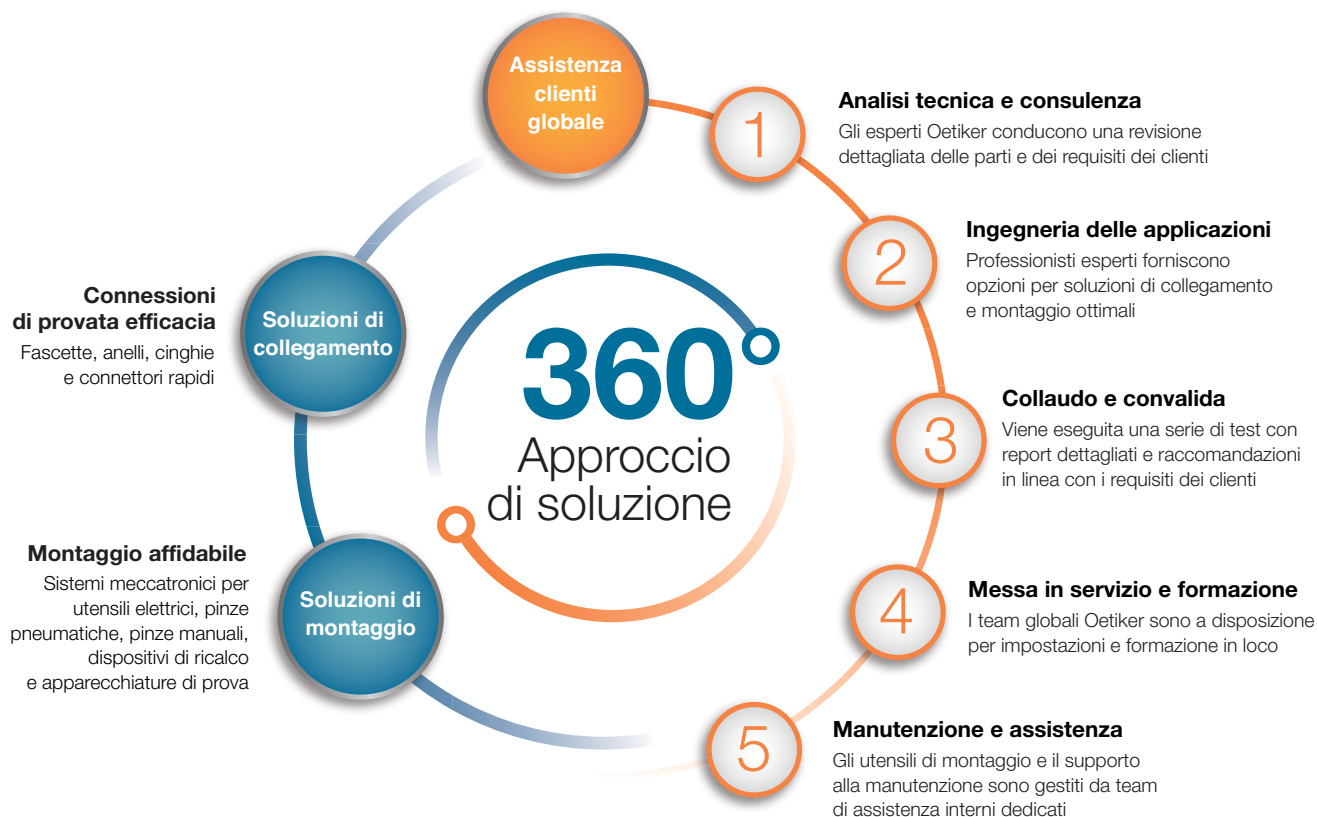 Assistenza
clienti
globale
1
Analisi tecnica e consulenza
Gli esperti Oetiker conducono una revisione
dettagliata delle parti e dei requisiti dei clienti
2
Ingegneria delle applicazioni
Professionisti esperti forniscono
opzioni per soluzioni di collegamento
e montaggio ottimali
3
Collaudo e convalida
Viene eseguita una serie di test con
report dettagliati e raccomandazioni
in linea con i requisiti dei clienti
4
Messa in servizio e formazione
I team globali Oetiker sono a disposizione
per impostazioni e formazione in loco
5
Manutenzione e assistenza
Gli utensili di montaggio e il supporto
alla manutenzione sono gestiti da team
di assistenza interni dedicati
360°
Approccio
di soluzione
Soluzioni di
collegamento
Connessioni
di provata efficacia
Fascette, anelli, cinghie
e connettori rapidi
Soluzioni di
montaggio
Montaggio affidabile
Sistemi meccatronici per
utensili elettrici, pinze
pneumatiche, pinze manuali,
dispositivi di ricalco
e apparecchiature di prova